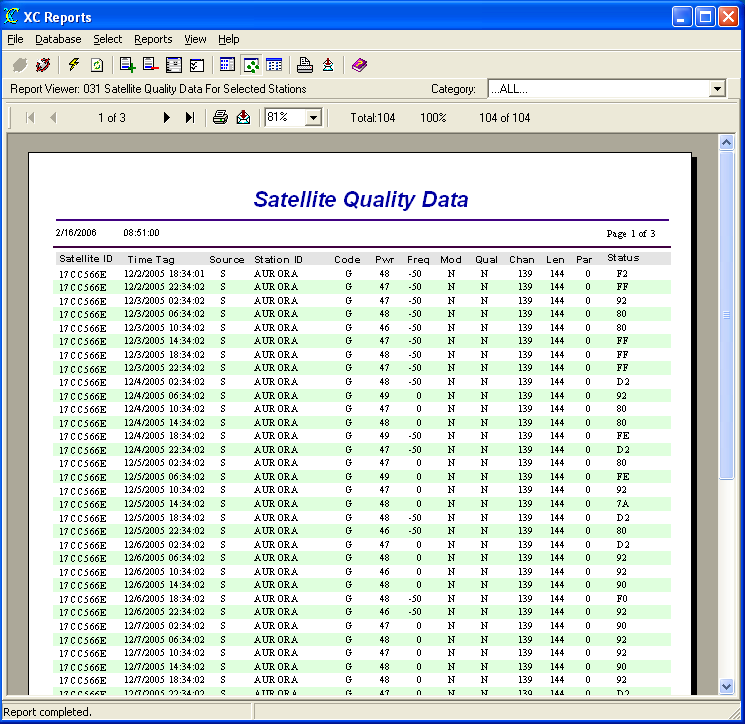 XC Reports
File Database Select Reports View Help
Report Viewer: 031 Satellite Quality Data For Selected Stations Category: ...ALL...
1 of 3 81% Total:104 100% 104 of 104
Satellite Quality Data
2/16/2006 08:51:00 Page 1 of 3
Satellite ID Time Tag Source Station ID Code Pwr Freq Mod Qual Chan Len Par Status
17CC566E 12/2/2005 18:34:01 S AURORA G 48 -50 N N 139 144 0 F2
17CC566E 12/2/2005 22:34:02 S AURORA G 47 -50 N N 139 144 0 FF
17CC566E 12/3/2005 02:34:02 S AURORA G 47 -50 N N 139 144 0 92
17CC566E 12/3/2005 06:34:02 S AURORA G 48 -50 N N 139 144 0 80
17CC566E 12/3/2005 10:34:02 S AURORA G 46 -50 N N 139 144 0 80
17CC566E 12/3/2005 14:34:02 S AURORA G 47 -50 N N 139 144 0 FF
17CC566E 12/3/2005 18:34:02 S AURORA G 48 -50 N N 139 144 0 FF
17CC566E 12/3/2005 22:34:02 S AURORA G 47 -50 N N 139 144 0 FF
17CC566E 12/4/2005 02:34:02 S AURORA G 48 -50 N N 139 144 0 D2
17CC566E 12/4/2005 06:34:02 S AURORA G 49 0 N N 139 144 0 92
17CC566E 12/4/2005 10:34:02 S AURORA G 47 0 N N 139 144 0 80
17CC566E 12/4/2005 14:34:02 S AURORA G 48 0 N N 139 144 0 80
17CC566E 12/4/2005 18:34:02 S AURORA G 49 -50 N N 139 144 0 FE
17CC566E 12/4/2005 22:34:02 S AURORA G 47 -50 N N 139 144 0 D2
17CC566E 12/5/2005 02:34:02 S AURORA G 47 0 N N 139 144 0 80
17CC566E 12/5/2005 06:34:02 S AURORA G 49 0 N N 139 144 0 FE
17CC566E 12/5/2005 10:34:02 S AURORA G 47 0 N N 139 144 0 92
17CC566E 12/5/2005 14:34:02 S AURORA G 48 0 N N 139 144 0 7A
17CC566E 12/5/2005 18:34:02 S AURORA G 48 -50 N N 139 144 0 D2
17CC566E 12/5/2005 22:34:02 S AURORA G 46 -50 N N 139 144 0 80
17CC566E 12/6/2005 02:34:02 S AURORA G 47 0 N N 139 144 0 D2
17CC566E 12/6/2005 06:34:02 S AURORA G 48 0 N N 139 144 0 92
17CC566E 12/6/2005 10:34:02 S AURORA G 46 0 N N 139 144 0 92
17CC566E 12/6/2005 14:34:02 S AURORA G 48 0 N N 139 144 0 90
17CC566E 12/6/2005 18:34:02 S AURORA G 48 -50 N N 139 144 0 F0
17CC566E 12/6/2005 22:34:02 S AURORA G 46 -50 N N 139 144 0 92
17CC566E 12/7/2005 02:34:02 S AURORA G 47 0 N N 139 144 0 90
17CC566E 12/7/2005 06:34:02 S AURORA G 48 0 N N 139 144 0 92
17CC566E 12/7/2005 10:34:02 S AURORA G 47 0 N N 139 144 0 92
17CC566E 12/7/2005 14:34:02 S AURORA G 48 0 N N 139 144 0 90
17CC566E 12/7/2005 18:34:02 S AURORA G 48 0 N N 139 144 0 92
17CC566E 12/7/2005 22:34:02 S AURORA G 47 0 N N 139 144 0 D2
Report completed.